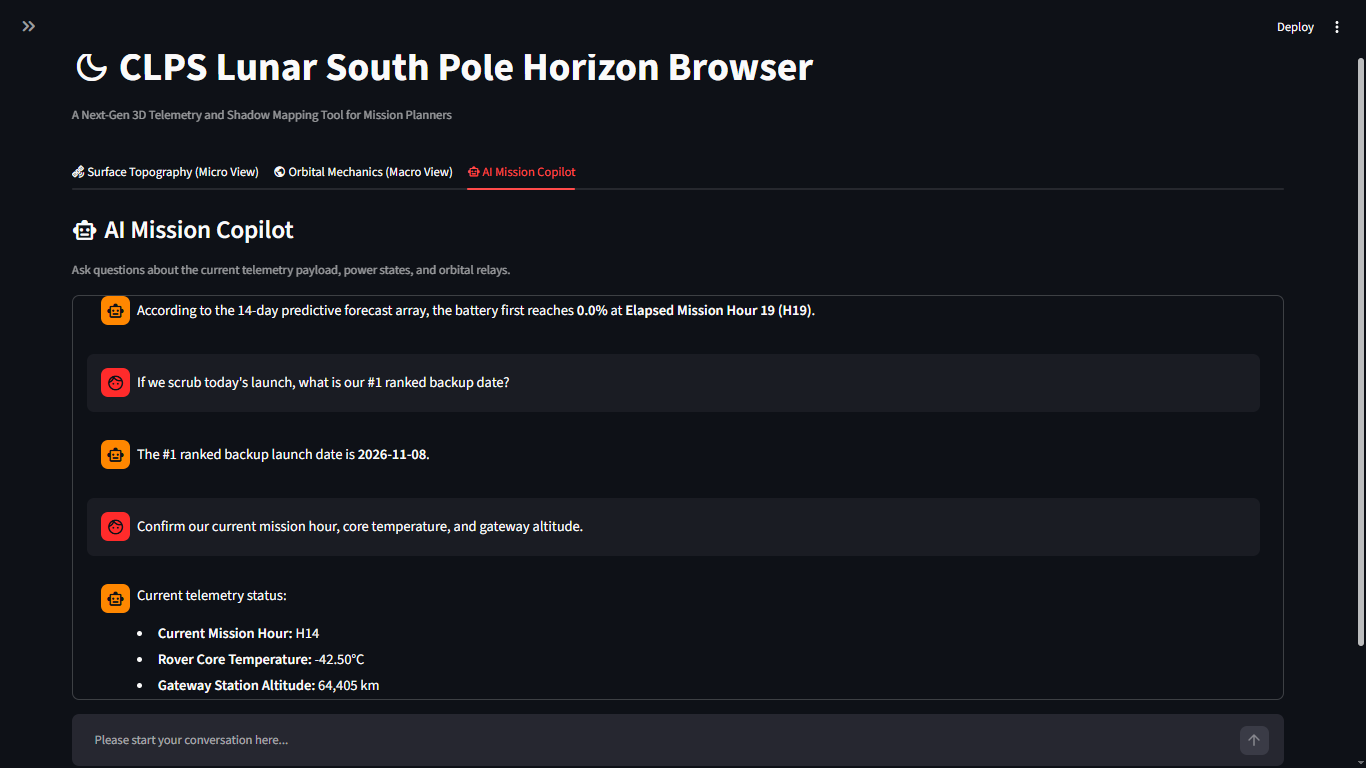 Deploy
CLPS Lunar South Pole Horizon Browser
A Next-Gen 3D Telemetry and Shadow Mapping Tool for Mission Planners
Surface Topography (Micro View) Orbital Mechanics (Macro View) AI Mission Copilot
AI Mission Copilot
Ask questions about the current telemetry payload, power states, and orbital relays.
According to the 14-day predictive forecast array, the battery first reaches 0.0% at Elapsed Mission Hour 19 (H19).
If we scrub today's launch, what is our #1 ranked backup date?
The #1 ranked backup launch date is 2026-11-08.
Confirm our current mission hour, core temperature, and gateway altitude.
Current telemetry status:
• Current Mission Hour: H14
• Rover Core Temperature: -42.50°C
• Gateway Station Altitude: 64,405 km
Please start your conversation here...